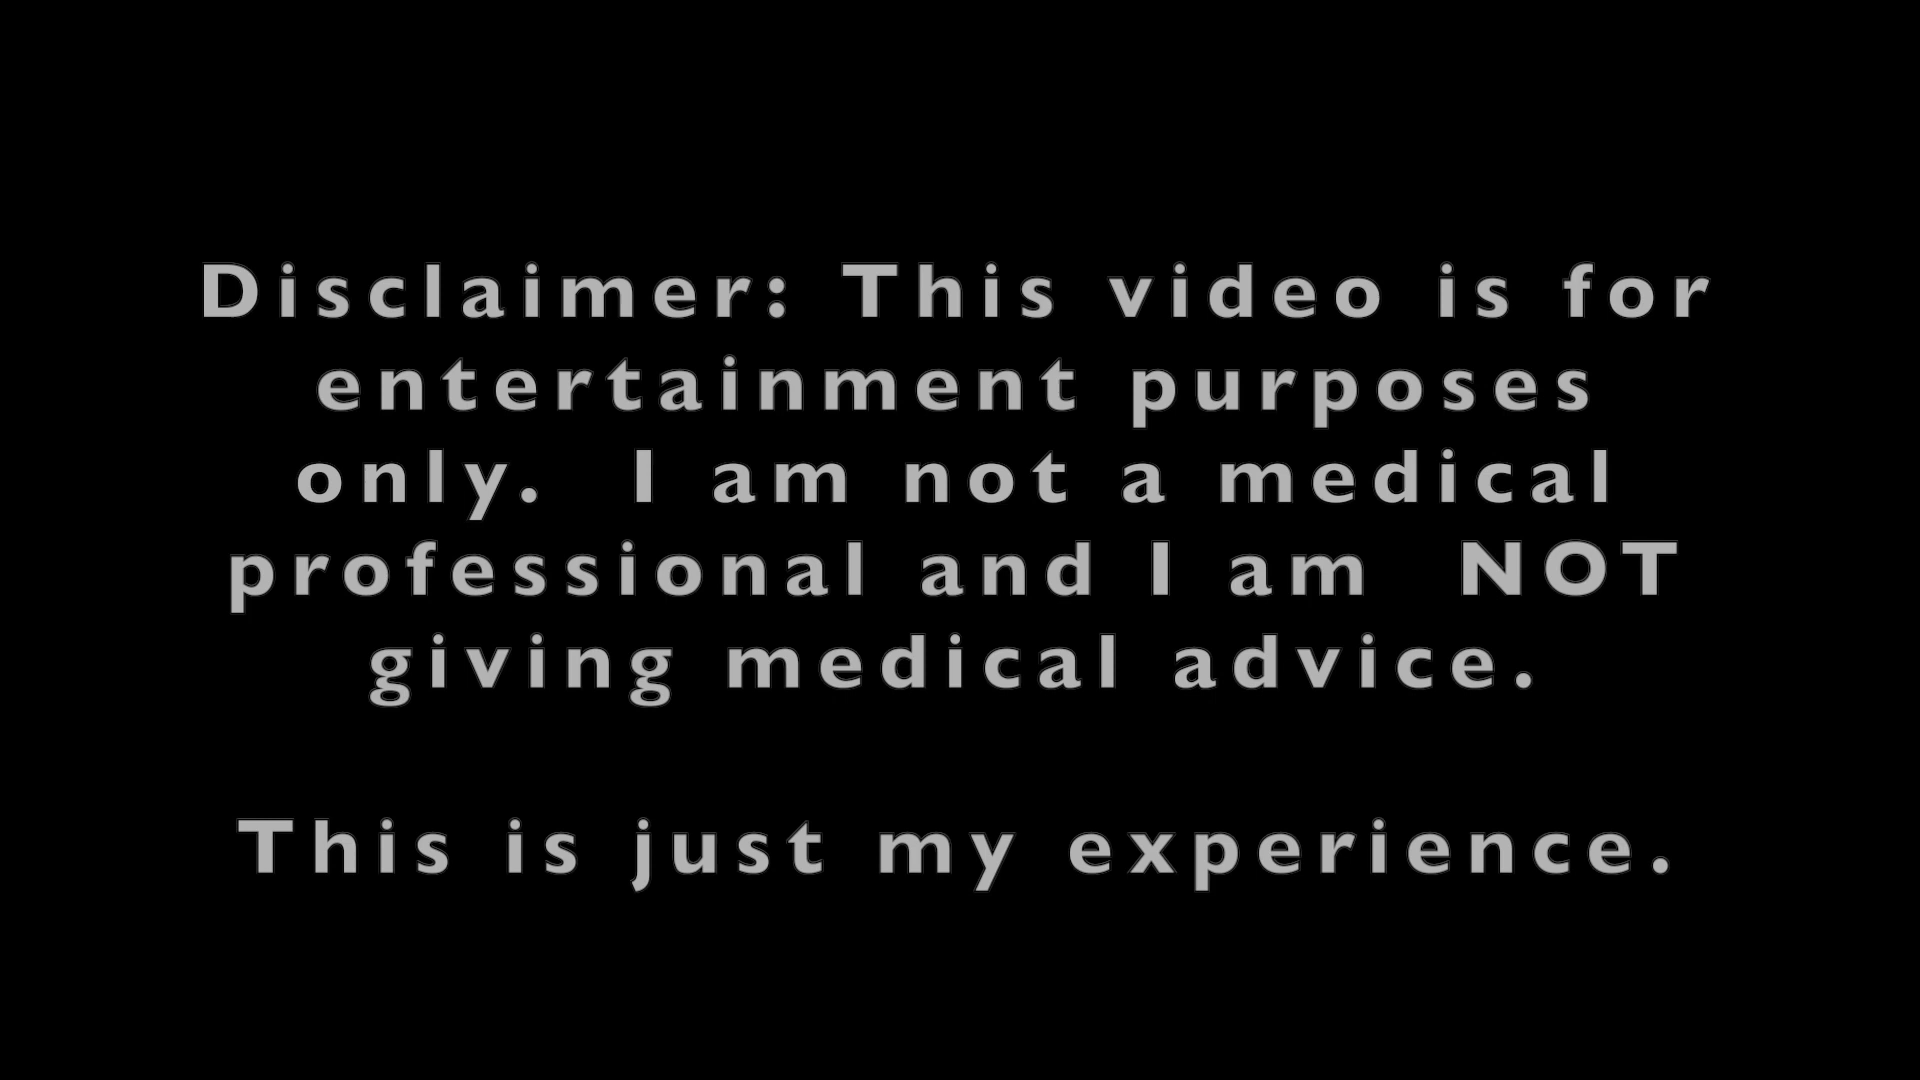 Disclaimer: This video is for
entertainment purposes
only.  I am not a medical
professional and I am  NOT
giving medical advice.
This is just my experience.